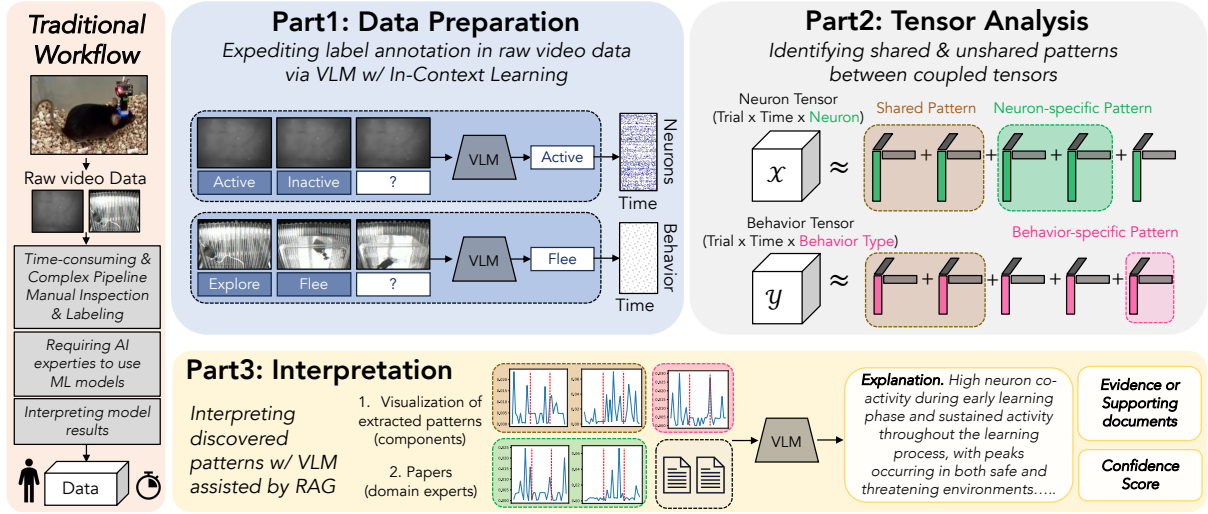 Traditional
Workflow
Raw video Data
Time-consuming &
Complex Pipeline
Manual Inspection
& Labeling
Requiring AI
experties to use
ML models
Interpreting model
results
Data
Part1: Data Preparation
Expediting label annotation in raw video data
via VLM w/ In-Context Learning
Active
Inactive
?
VLM
Active
Neurons
Time
Explore
Flee
?
VLM
Flee
Behavior
Time
Part2: Tensor Analysis
Identifying shared & unshared patterns
between coupled tensors
Neuron Tensor
(Trial x Time x Neuron)
Shared Pattern
Neuron-specific Pattern
x
≈
+
+
+
+
Behavior Tensor
(Trial x Time x Behavior Type)
Behavior-specific Pattern
y
≈
+
+
+
+
Part3: Interpretation
Interpreting
discovered
patterns w/ VLM
assisted by RAG
1. Visualization of
extracted patterns
(components)
2. Papers
(domain experts)
VLM
Explanation. High neuron co-
activity during early learning
phase and sustained activity
throughout the learning
process, with peaks
occurring in both safe and
threatening environments.....
Evidence or
Supporting
documents
Confidence
Score